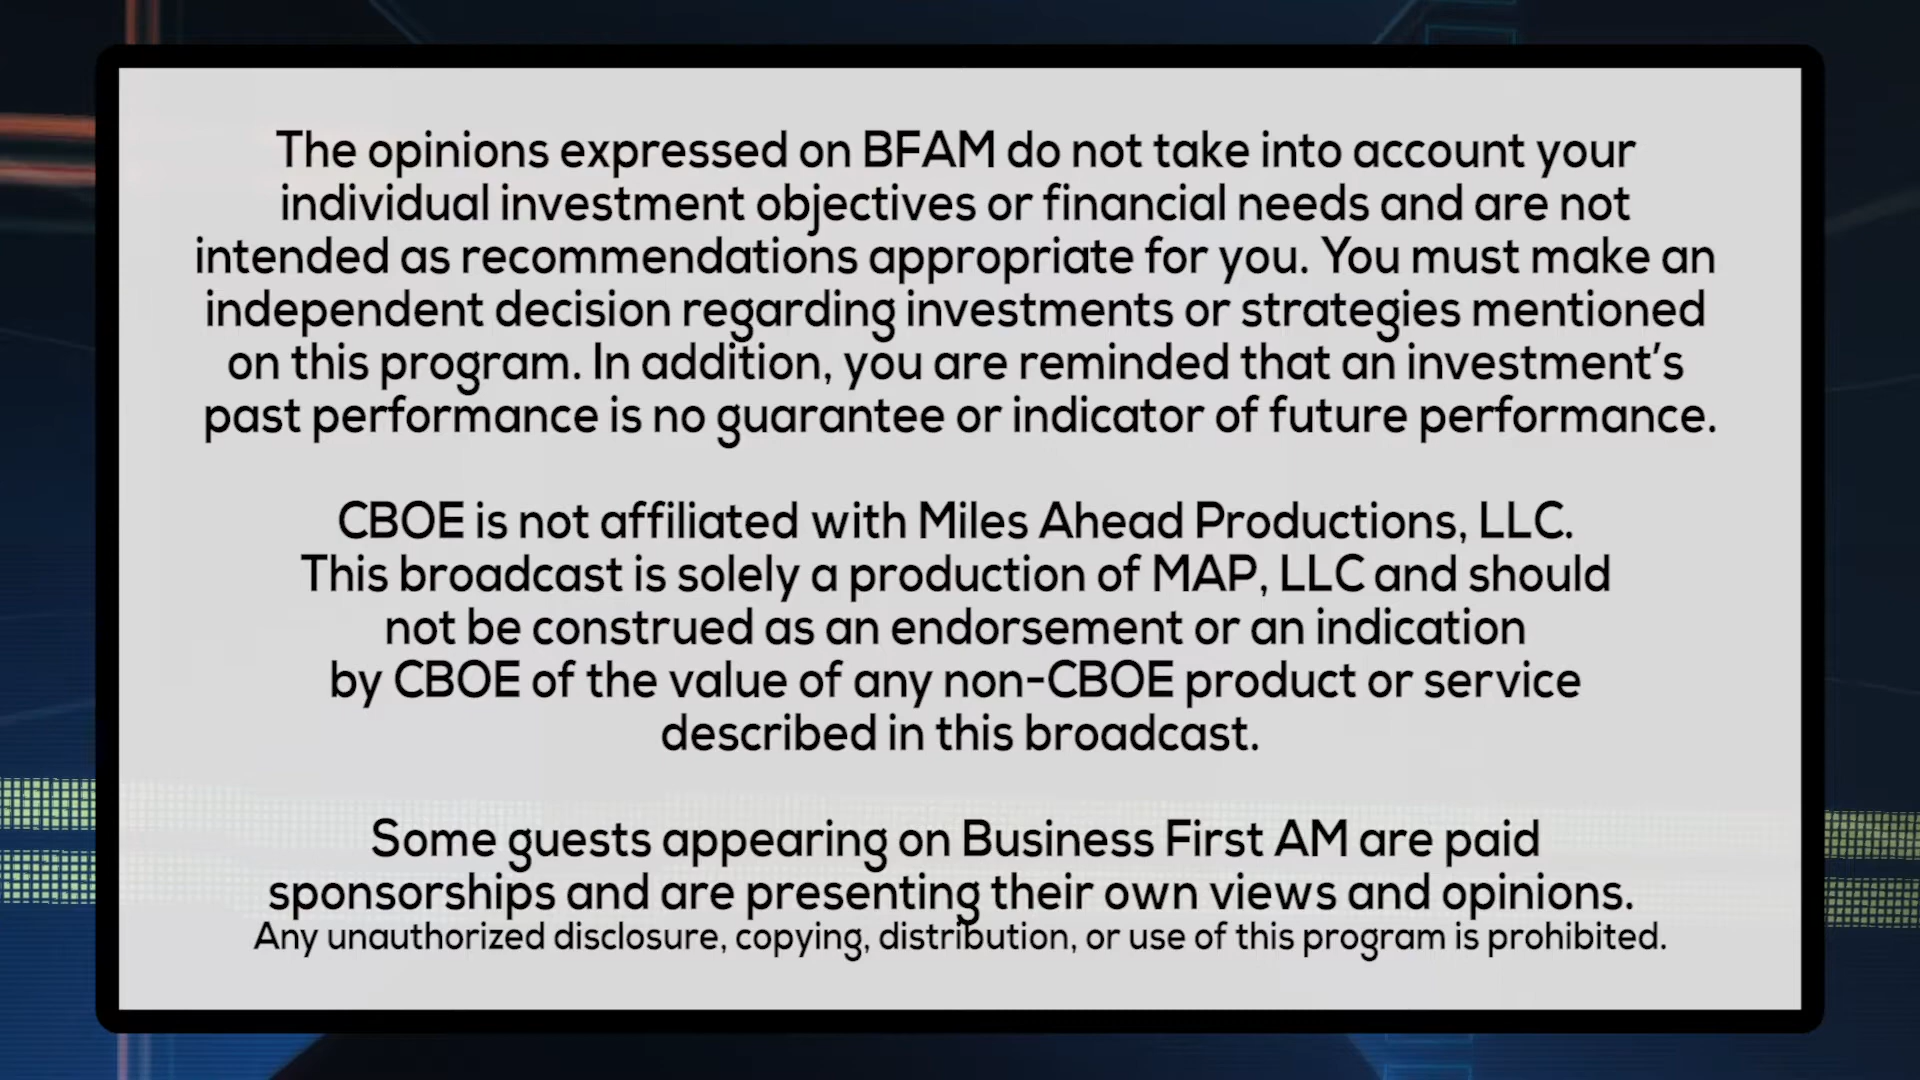 The opinions expressed on BFAM do not take into account your
individual investment objectives or financial needs and are not
intended as recommendations appropriate for you. You must make an
independent decision regarding investments or strategies mentioned
on this program. In addition, you are reminded that an investment's
past performance is no guarantee or indicator of future performance.
CBOE is not affiliated with Miles Ahead Productions, LLC.
This broadcast is solely a production of MAP, LLC and should
not be construed as an endorsement or an indication
by CBOE of the value of any non-CBOE product or service
described in this broadcast.
Some guests appearing on Business First AM are paid
sponsorships and are presenting their own views and opinions.
Any unauthorized disclosure, copying, distribution, or use of this program is prohibited.